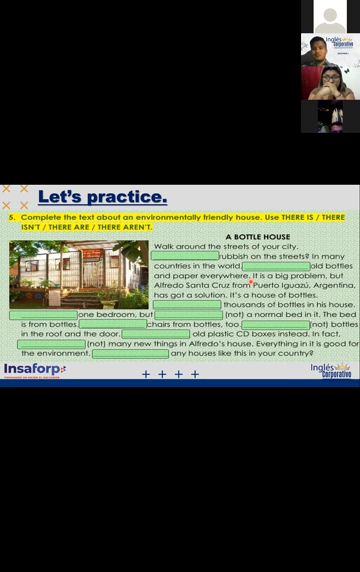 Inglés
Corporativo
Let's practice.
5. Complete the text about an environmentally friendly house. Use THERE IS / THERE
ISN'T / THERE ARE / THERE AREN'T.
A BOTTLE HOUSE
Walk around the streets of your city.
rubbish on the streets? In many
countries in the world, old bottles
and paper everywhere. It is a big problem, but
Alfredo Santa Cruz from Puerto Iguazú, Argentina,
has got a solution. It's a house of bottles.
thousands of bottles in his house.
one bedroom, but (not) a normal bed in it. The bed
is from bottles. chairs from bottles, too. (not) bottles
in the roof and the door. old plastic CD boxes instead. In fact,
(not) many new things in Alfredo's house. Everything in it is good for
the environment. any houses like this in your country?
Insaforp
Inglés
Corporativo